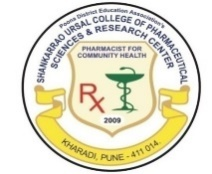 Poona District Education Association's
SHANKARRAO URSAL COLLEGE OF PHARMACEUTICAL
SCIENCES & RESEARCH CENTER
PHARMACIST FOR
COMMUNITY HEALTH
Rx
2009
KHARADI, PUNE - 411 014.